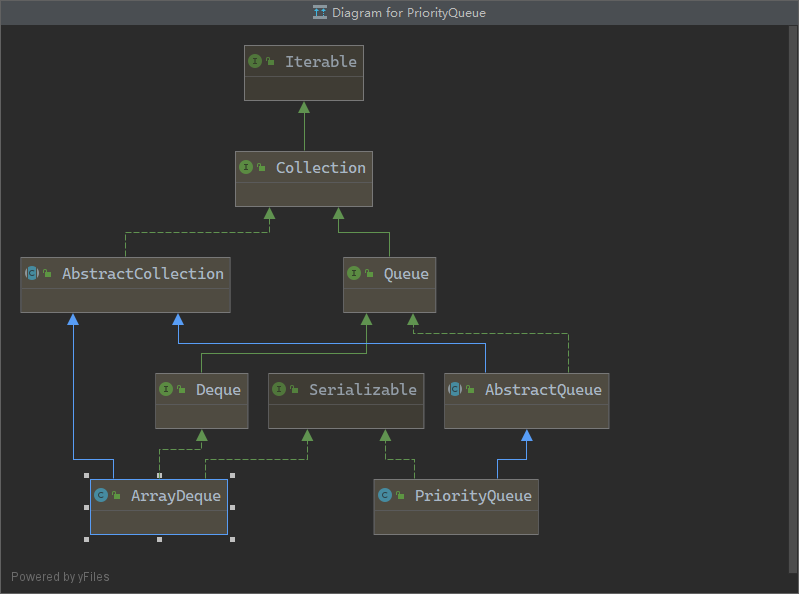 Diagram for PriorityQueue
I Iterable
I Collection
C AbstractCollection
I Queue
I Deque
I Serializable
C AbstractQueue
C ArrayDeque
C PriorityQueue
Powered by yFiles